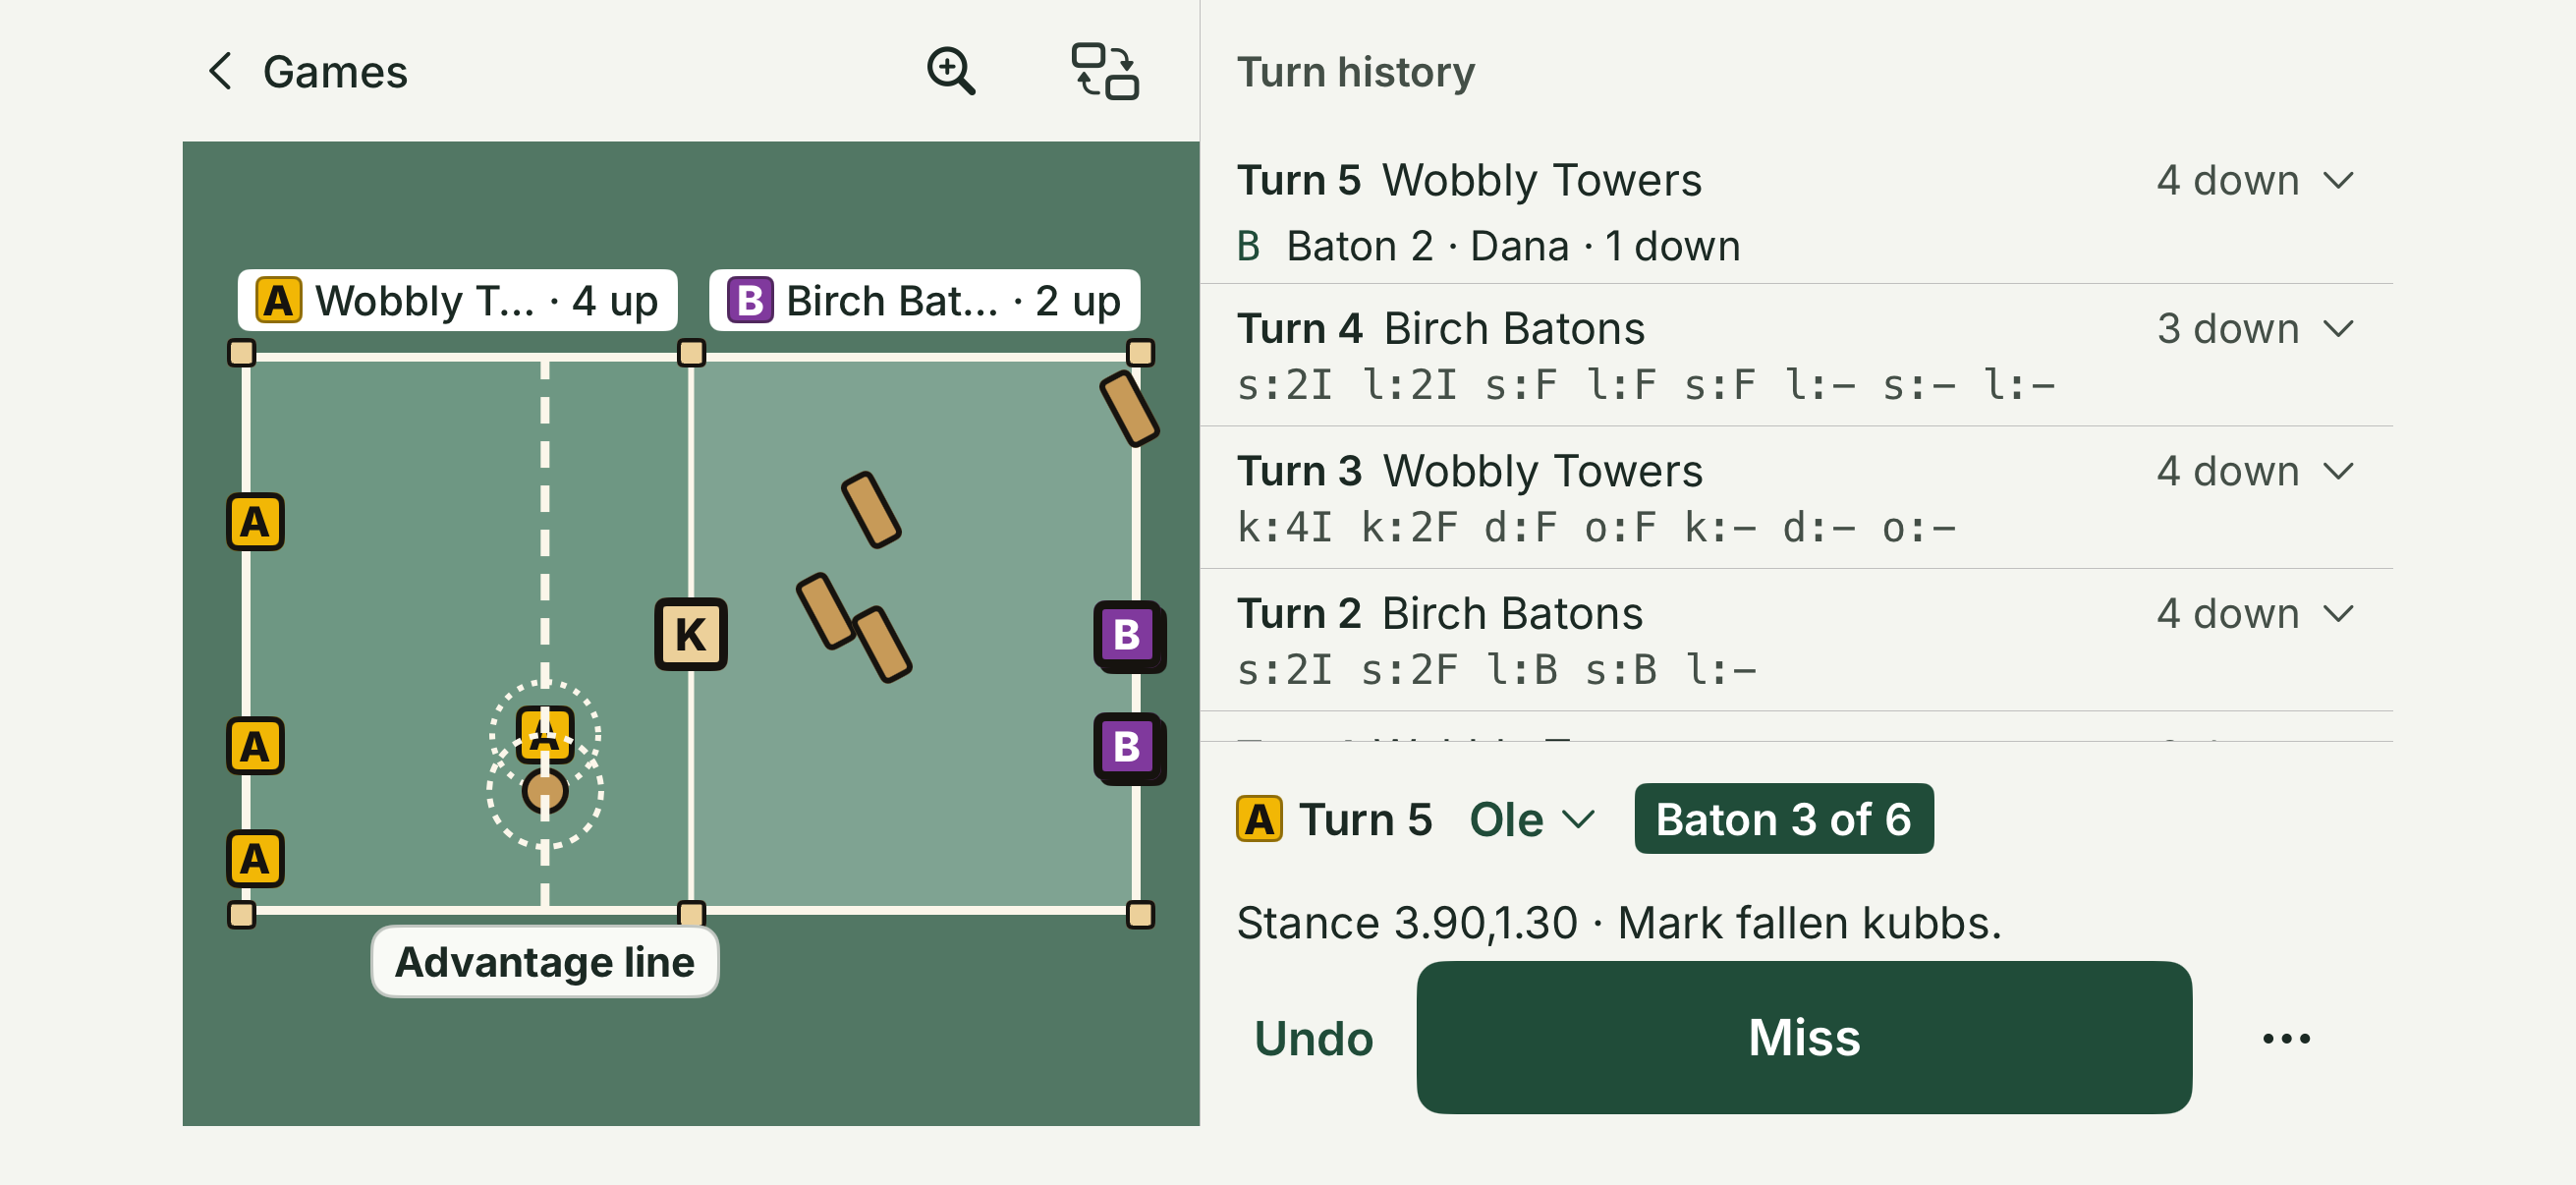 Games
A Wobbly T... · 4 up
B Birch Bat... · 2 up
A
K
B
A
A
B
A
Advantage line
Turn history
Turn 5 Wobbly Towers 4 down
B Baton 2 · Dana · 1 down
Turn 4 Birch Batons 3 down
s:2I l:2I s:F l:F s:F l:– s:– l:–
Turn 3 Wobbly Towers 4 down
k:4I k:2F d:F o:F k:– d:– o:–
Turn 2 Birch Batons 4 down
s:2I s:2F l:B s:B l:–
A Turn 5 Ole Baton 3 of 6
Stance 3.90,1.30 · Mark fallen kubbs.
Undo
Miss